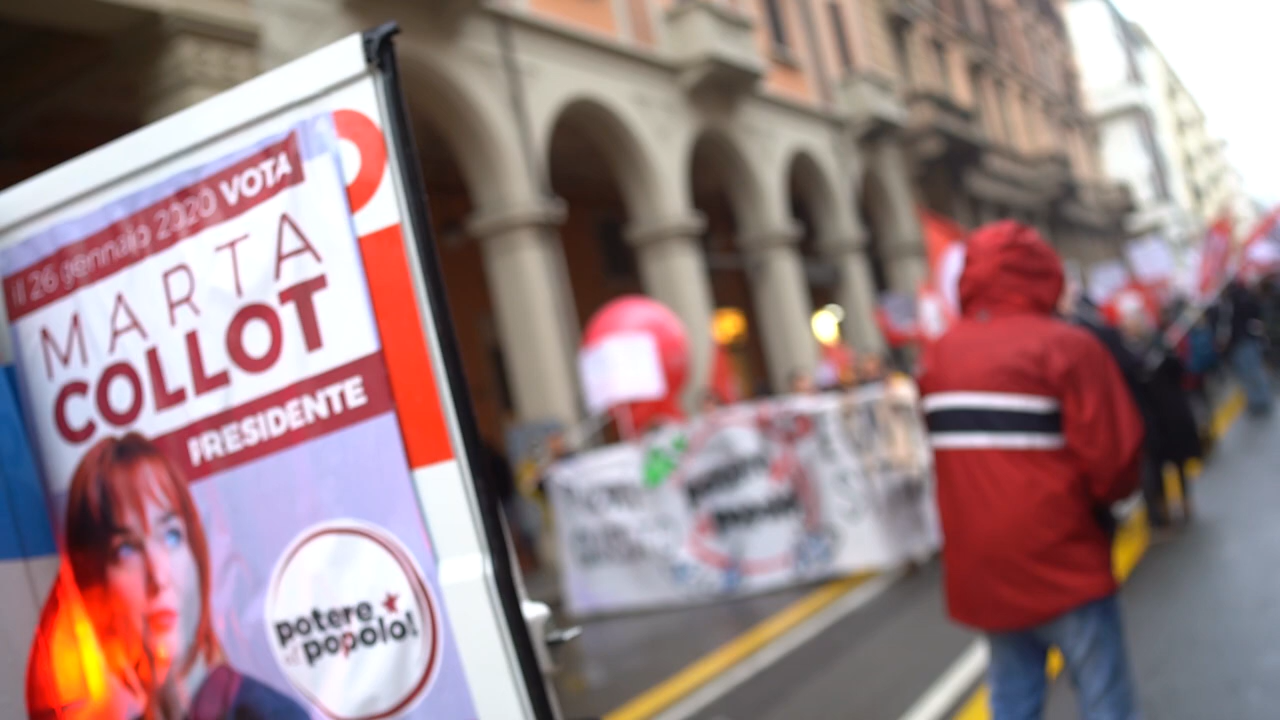 il 26 gennaio 2020 VOTA
MARTA
COLLOT
PRESIDENTE
potere
al popolo!